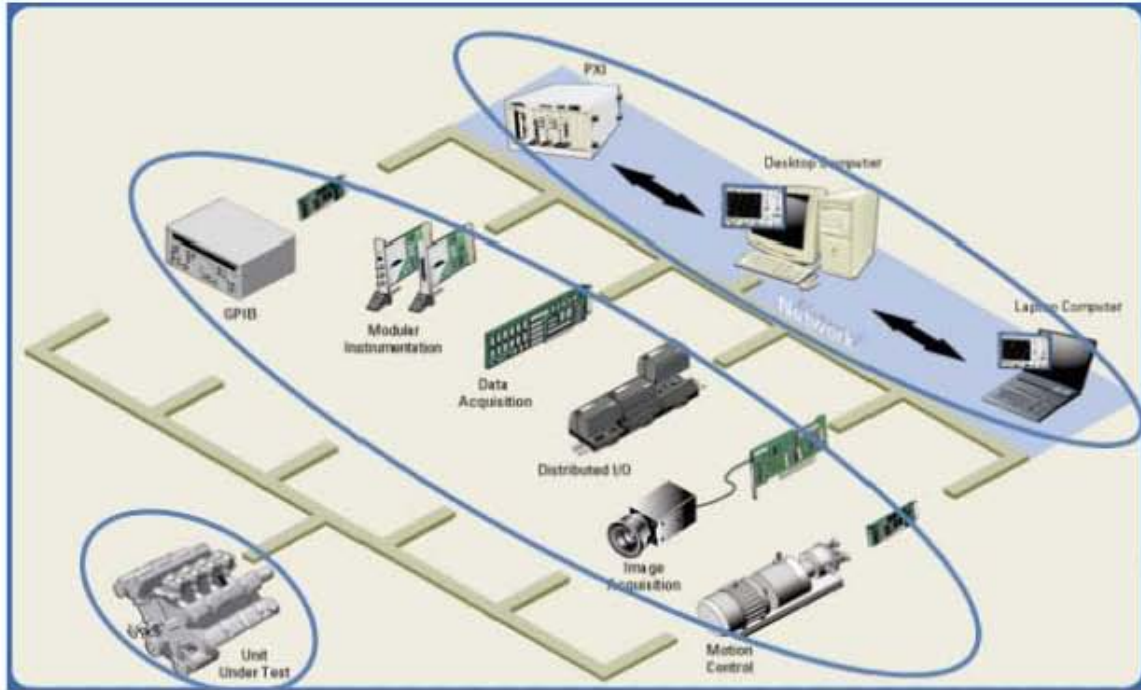 PXI
Desktop Computer
Laptop Computer
Network
GPIB
Modular
Instrumentation
Data
Acquisition
Distributed I/O
Image
Acquisition
Motion
Control
Unit
Under Test